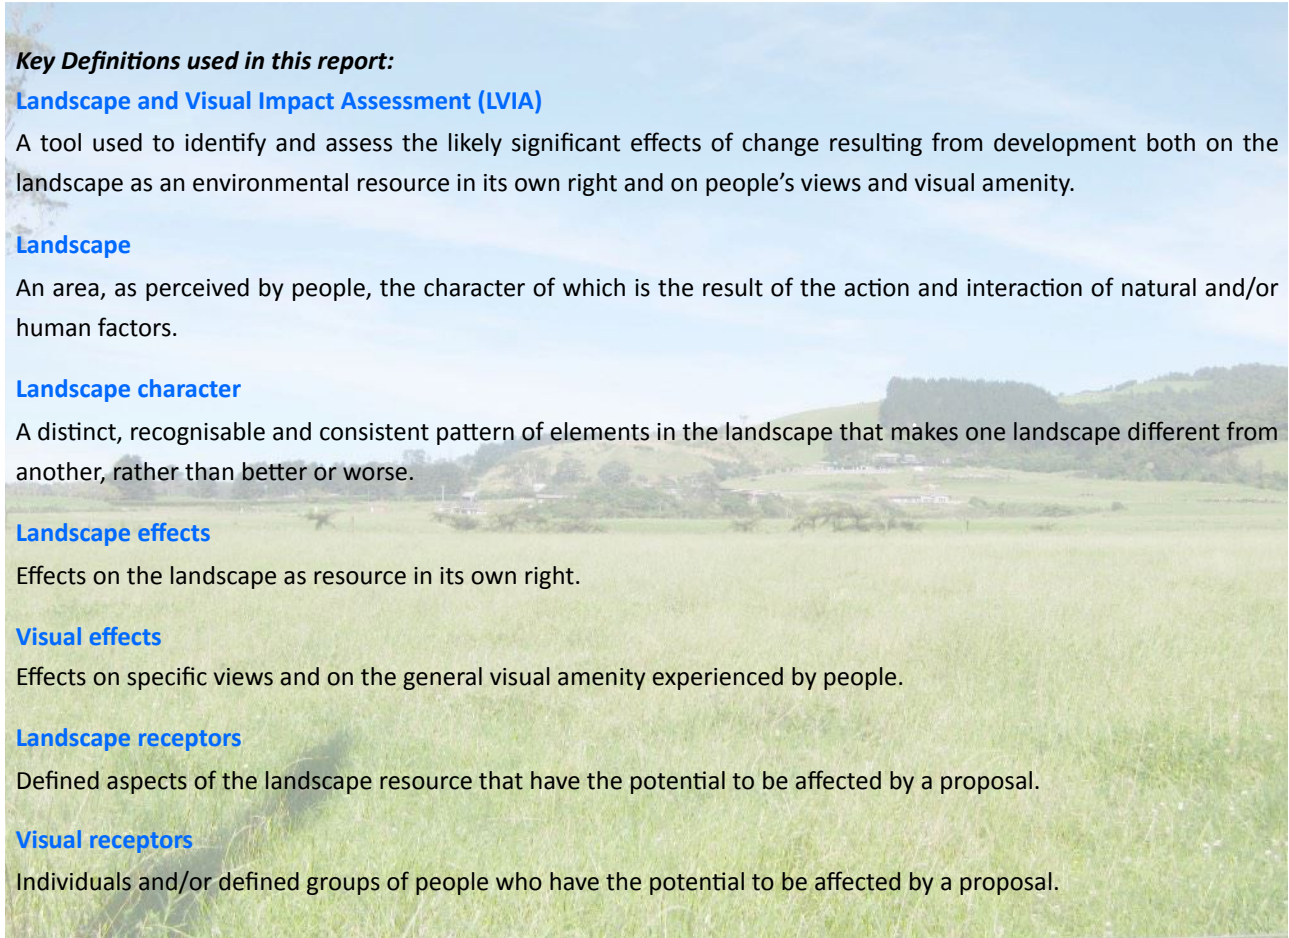 Key Definitions used in this report:
Landscape and Visual Impact Assessment (LVIA)
A tool used to identify and assess the likely significant effects of change resulting from development both on the
landscape as an environmental resource in its own right and on people's views and visual amenity.
Landscape
An area, as perceived by people, the character of which is the result of the action and interaction of natural and/or
human factors.
Landscape character
A distinct, recognisable and consistent pattern of elements in the landscape that makes one landscape different from
another, rather than better or worse.
Landscape effects
Effects on the landscape as resource in its own right.
Visual effects
Effects on specific views and on the general visual amenity experienced by people.
Landscape receptors
Defined aspects of the landscape resource that have the potential to be affected by a proposal.
Visual receptors
Individuals and/or defined groups of people who have the potential to be affected by a proposal.